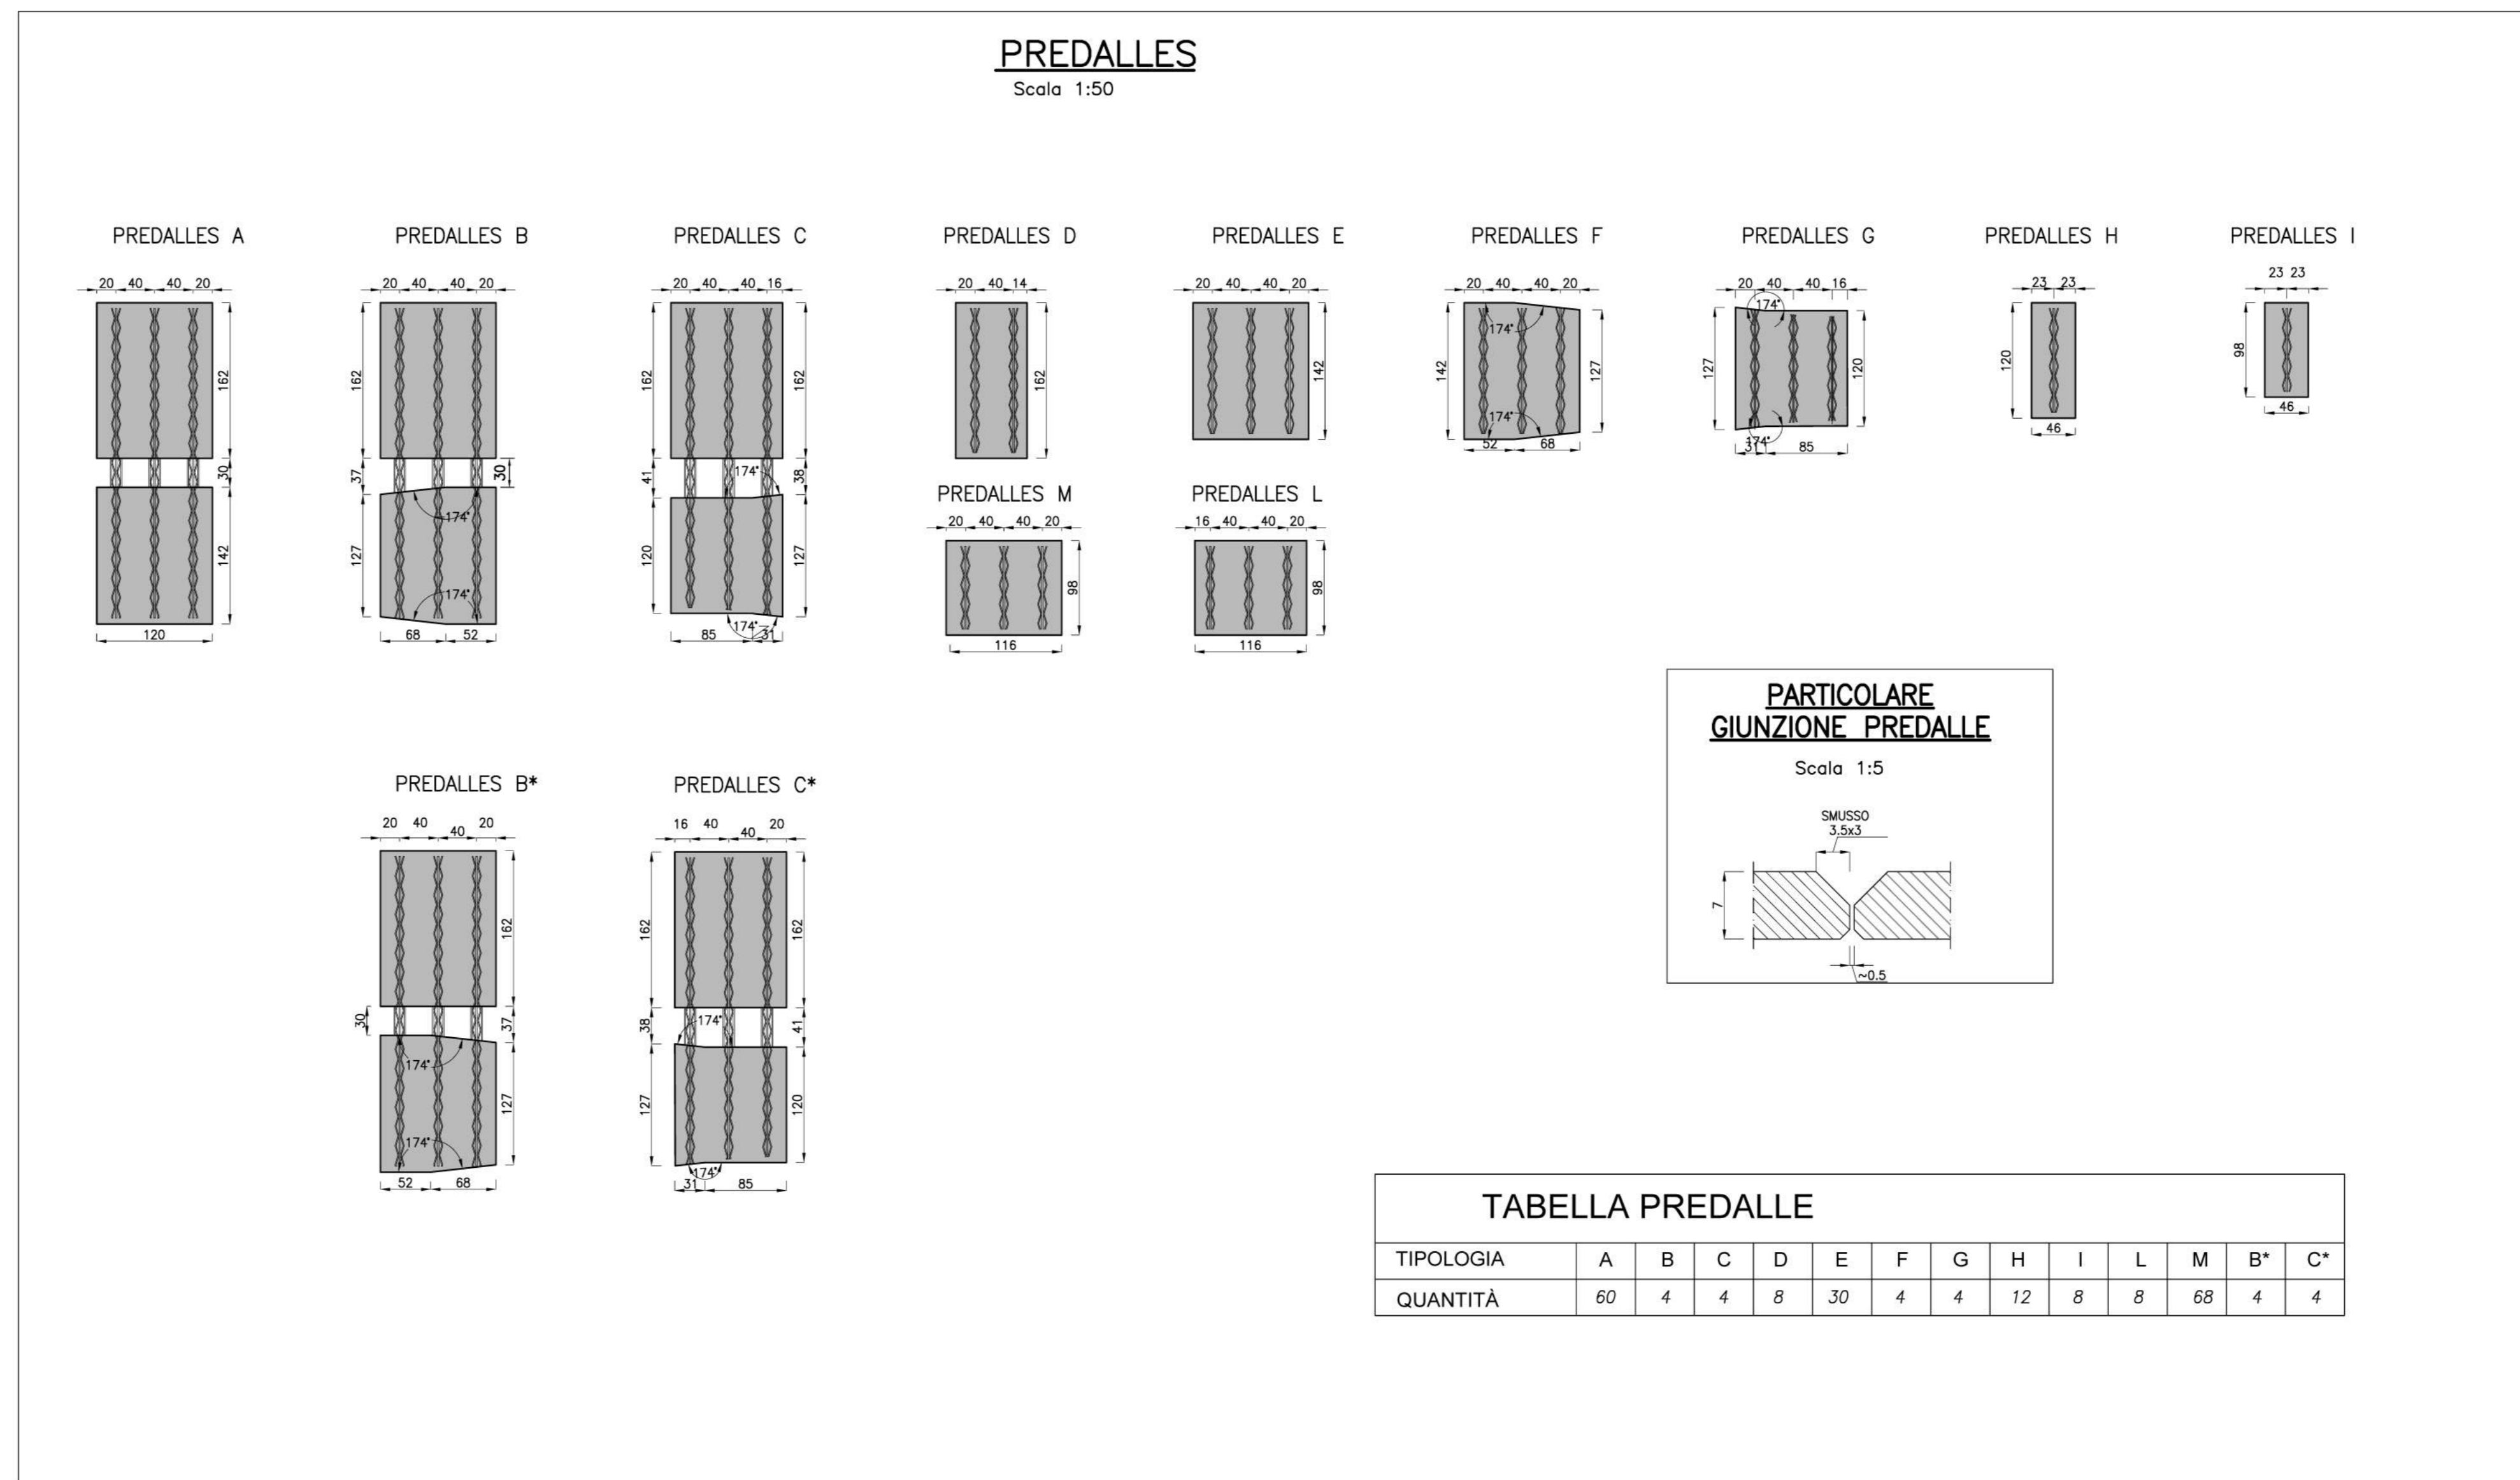 PREDALLES
Scala 1:50
PREDALLES A
20 40 40 20
162
30
142
120
PREDALLES B
20 40 40 20
162
37
30
127
174°
174°
68 52
PREDALLES C
20 40 40 16
162
162
41
174°
38
120
127
174°
85 31
PREDALLES D
20 40 14
162
PREDALLES E
20 40 40 20
142
PREDALLES F
20 40 40 20
174°
142
127
174°
52 68
PREDALLES G
20 40 40 16
174°
127
120
174°
31 85
PREDALLES H
23 23
120
46
PREDALLES I
23 23
98
46
PREDALLES M
20 40 40 20
98
116
PREDALLES L
16 40 40 20
98
116
PARTICOLARE
GIUNZIONE PREDALLE
Scala 1:5
SMUSSO
3.5x3
7
~0.5
PREDALLES B*
20 40 40 20
162
30
37
174°
127
174°
52 68
PREDALLES C*
16 40 40 20
162
162
38
174°
41
127
120
174°
31 85
TABELLA PREDALLE
TIPOLOGIA A B C D E F G H I L M B* C*
QUANTITÀ 60 4 4 8 30 4 4 12 8 8 68 4 4